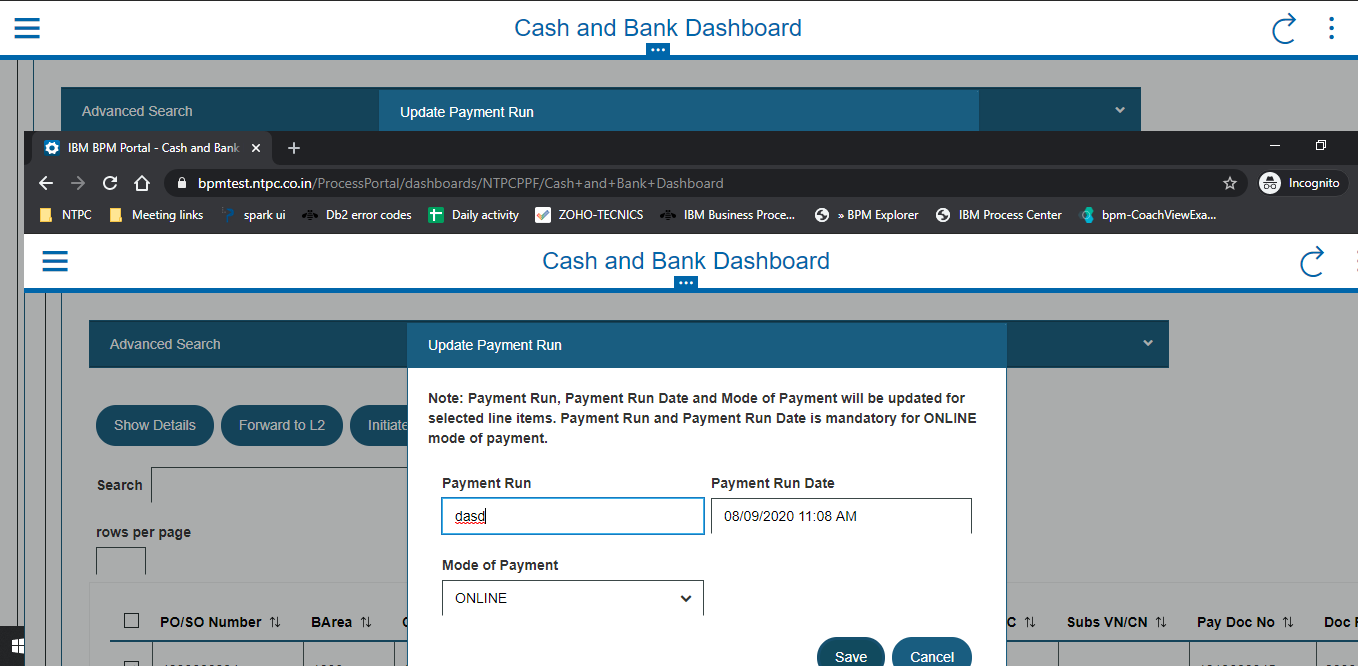 Cash and Bank Dashboard
Advanced Search
Update Payment Run
IBM BPM Portal - Cash and Bank
bpmtest.ntpc.co.in/ProcessPortal/dashboards/NTPCPPF/Cash+and+Bank+Dashboard
Incognito
NTPC Meeting links spark ui Db2 error codes Daily activity ZOHO-TECNICS IBM Business Proce... » BPM Explorer IBM Process Center bpm-CoachViewExa...
Cash and Bank Dashboard
Advanced Search
Update Payment Run
Note: Payment Run, Payment Run Date and Mode of Payment will be updated for
selected line items. Payment Run and Payment Run Date is mandatory for ONLINE
mode of payment.
Show Details Forward to L2 Initiate
Search
rows per page
Payment Run Payment Run Date
dasd 08/09/2020 11:08 AM
Mode of Payment
ONLINE
PO/SO Number BArea Subs VN/CN Pay Doc No Doc
Save Cancel